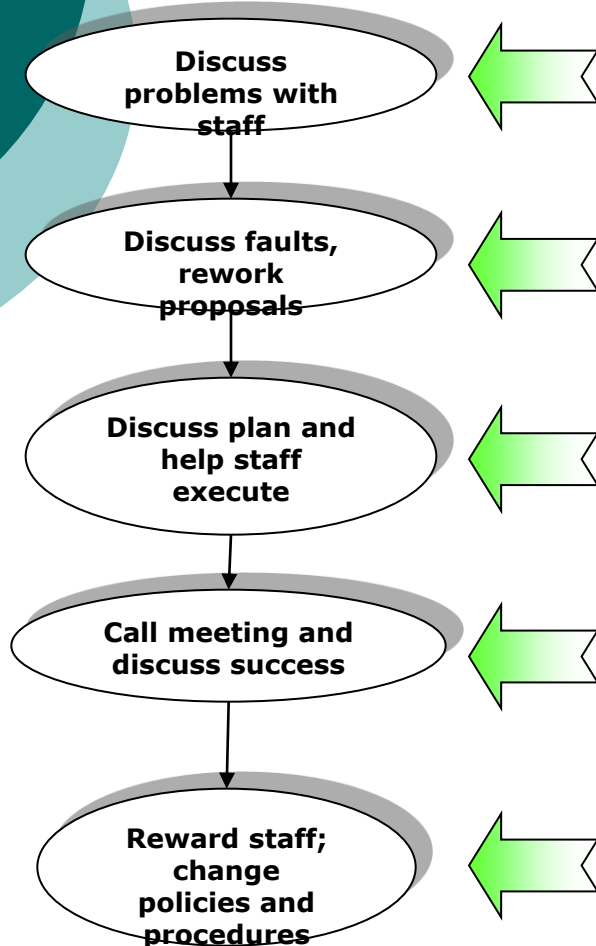 Discuss
problems with
staff
Discuss faults,
rework
proposals
Discuss plan and
help staff
execute
Call meeting and
discuss success
Reward staff;
change
policies and
procedures